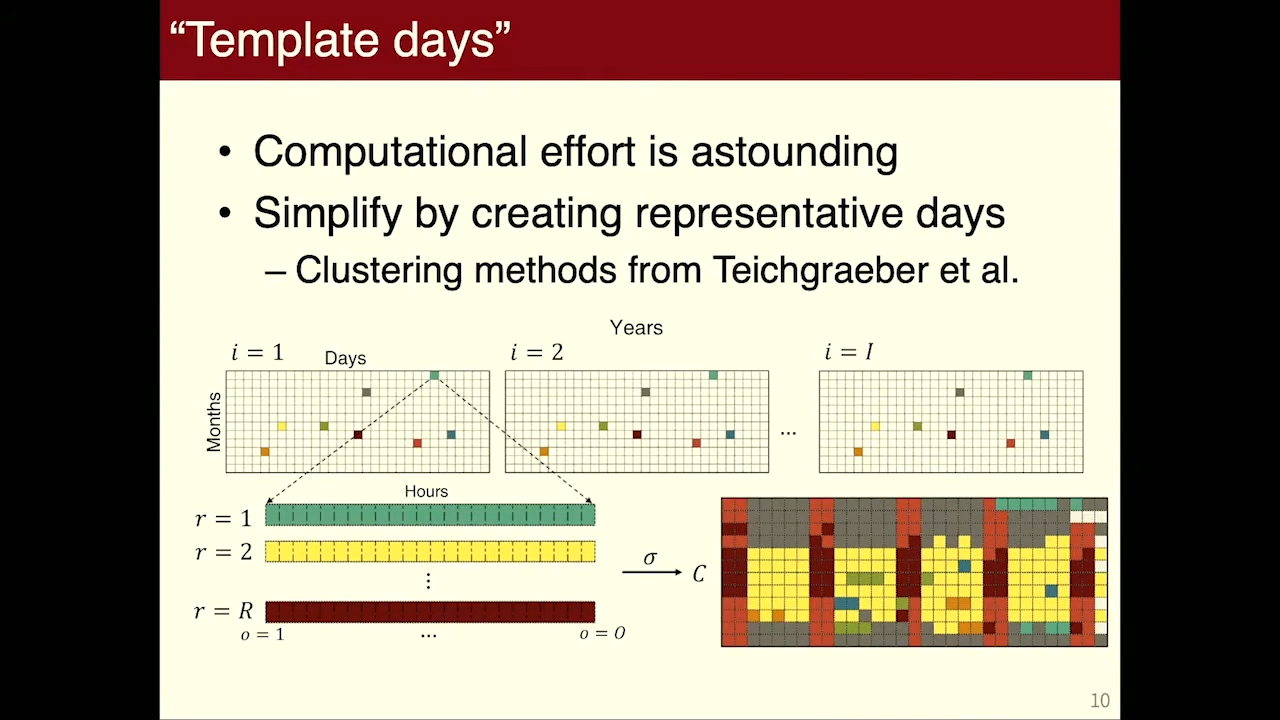 “Template days”
• Computational effort is astounding
• Simplify by creating representative days
– Clustering methods from Teichgraeber et al.
Years
i = 1 Days i = 2 i = I
Months
...
Hours
r = 1
r = 2
⋮
r = R
σ
C
o = 1 ... o = O
10